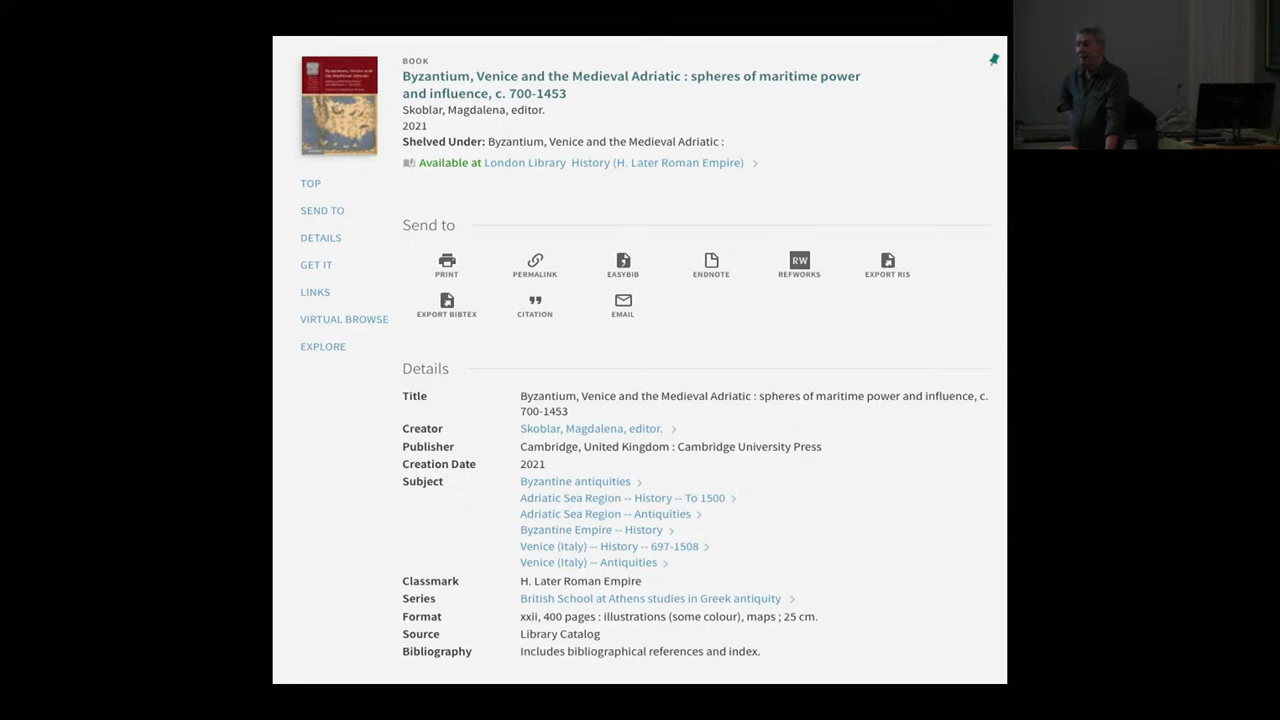 BOOK
Byzantium, Venice and the Medieval Adriatic : spheres of maritime power
and influence, c. 700-1453
Skoblar, Magdalena, editor.
2021
Shelved Under: Byzantium, Venice and the Medieval Adriatic :
Available at London Library History (H. Later Roman Empire)
TOP
SEND TO
DETAILS
GET IT
LINKS
VIRTUAL BROWSE
EXPLORE
Send to
PRINT
PERMALINK
EASYBIB
ENDNOTE
RW
REFWORKS
EXPORT RIS
EXPORT BIBTEX
CITATION
EMAIL
Details
Title Byzantium, Venice and the Medieval Adriatic : spheres of maritime power and influence, c.
700-1453
Creator Skoblar, Magdalena, editor.
Publisher Cambridge, United Kingdom : Cambridge University Press
Creation Date 2021
Subject Byzantine antiquities
Adriatic Sea Region -- History -- To 1500
Adriatic Sea Region -- Antiquities
Byzantine Empire -- History
Venice (Italy) -- History -- 697-1508
Venice (Italy) -- Antiquities
Classmark H. Later Roman Empire
Series British School at Athens studies in Greek antiquity
Format xxii, 400 pages : illustrations (some colour), maps ; 25 cm.
Source Library Catalog
Bibliography Includes bibliographical references and index.